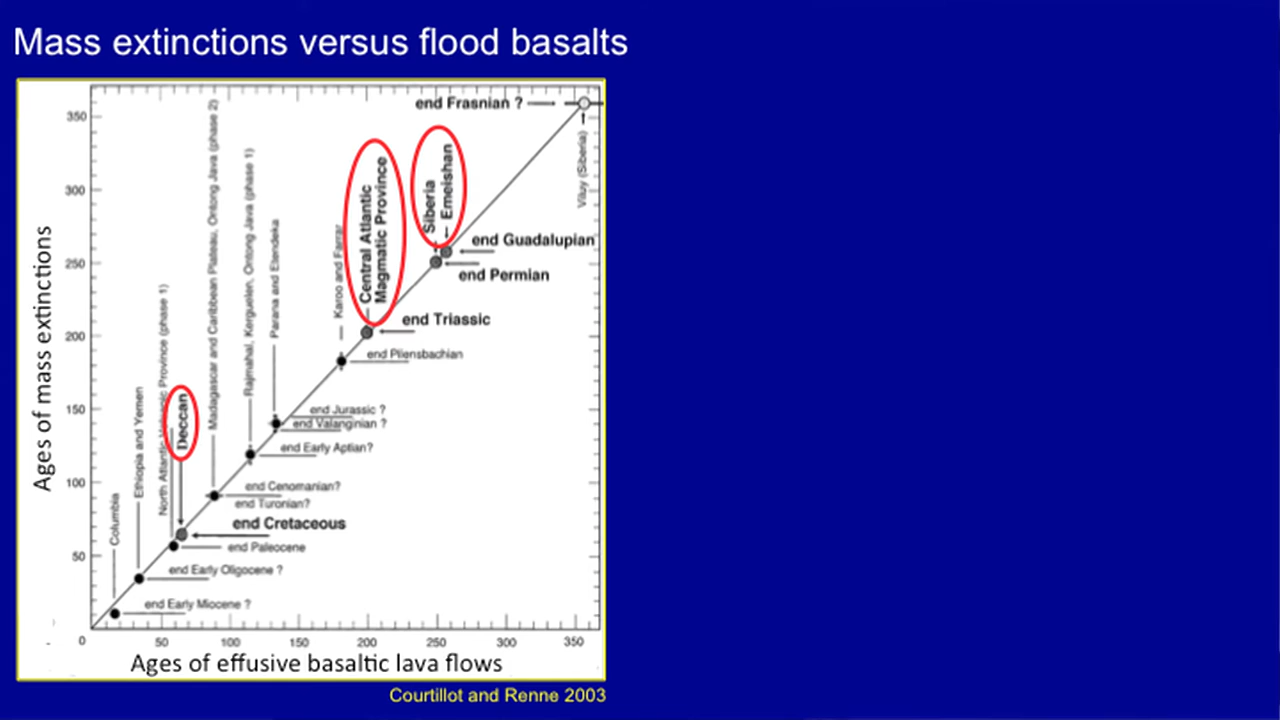 Mass extinctions versus flood basalts
end Frasnian ?
Viluy (Siberia)
Siberia
Emeishan
end Guadalupian
end Permian
Central Atlantic
Magmatic Province
end Triassic
Karoo and Ferrar
end Pliensbachian
Parana and Etendeka
end Jurassic ?
end Valanginian ?
Rajmahal, Kerguelen, Ontong Java (phase 1)
end Early Aptian?
Madagascar and Caribbean Plateau, Ontong Java (phase 2)
end Cenomanian?
end Turonian?
Deccan
end Cretaceous
North Atlantic Volcanic Province (phase 1)
end Paleocene
Ethiopia and Yemen
end Early Oligocene ?
Columbia
end Early Miocene ?
350
300
250
200
150
100
50
Ages of mass extinctions
0 50 100 150 200 250 300 350
Ages of effusive basaltic lava flows
Courtillot and Renne 2003